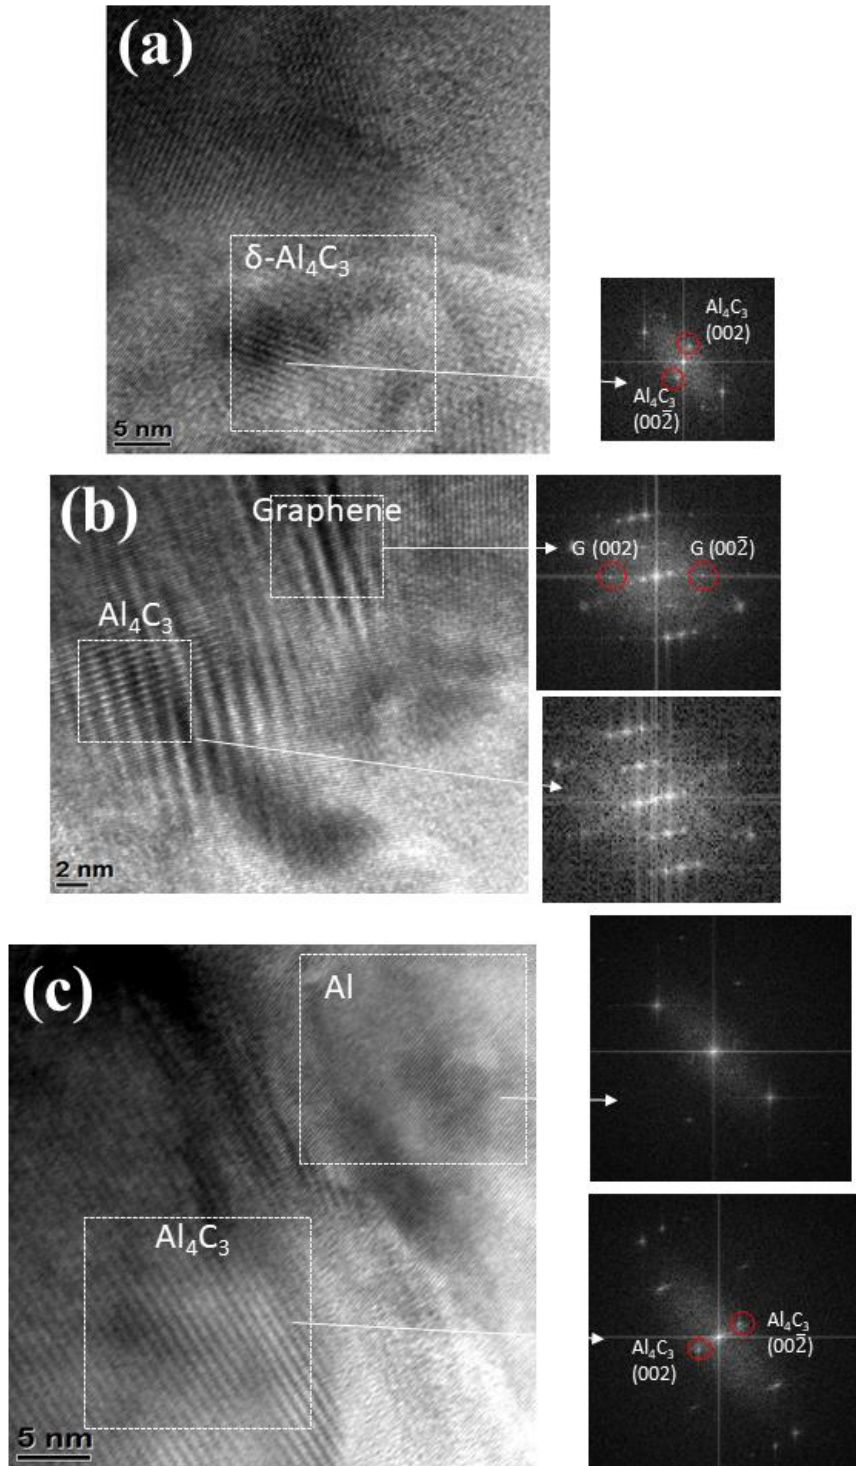 (a)
δ-Al₄C₃
5 nm
Al₄C₃
(002)
Al₄C₃
(002̅)
(b)
Graphene
Al₄C₃
2 nm
G (002)
G (002̅)
(c)
Al
Al₄C₃
5 nm
Al₄C₃
(002̅)
Al₄C₃
(002)